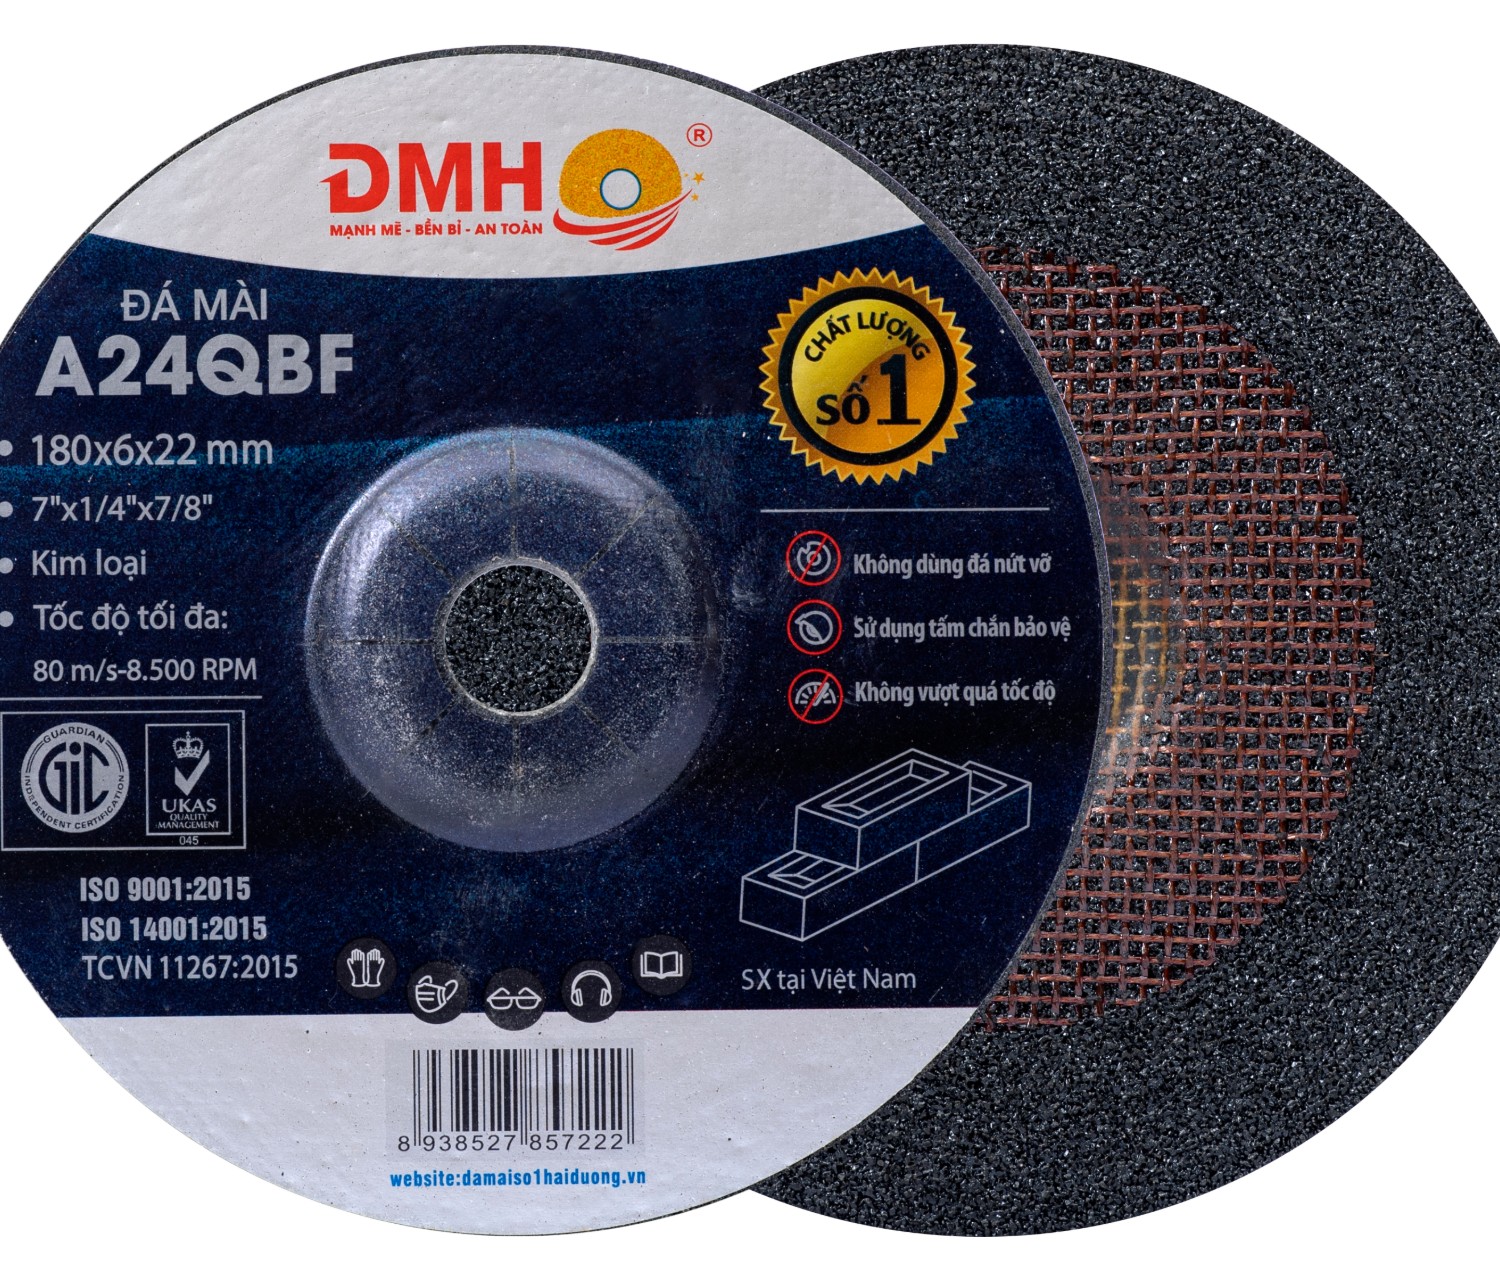 DMH ®
MẠNH MẼ - BỀN BỈ - AN TOÀN
ĐÁ MÀI
A24QBF
• 180x6x22 mm
• 7"x1/4"x7/8"
• Kim loại
• Tốc độ tối đa:
80 m/s-8.500 RPM
CHẤT LƯỢNG
Số 1
Không dùng đá nứt vỡ
Sử dụng tấm chắn bảo vệ
Không vượt quá tốc độ
GUARDIAN
GIC
INDEPENDENT CERTIFICATION
UKAS
QUALITY
MANAGEMENT
045
ISO 9001:2015
ISO 14001:2015
TCVN 11267:2015
SX tại Việt Nam
8 938527 857222
website:damaiso1haiduong.vn